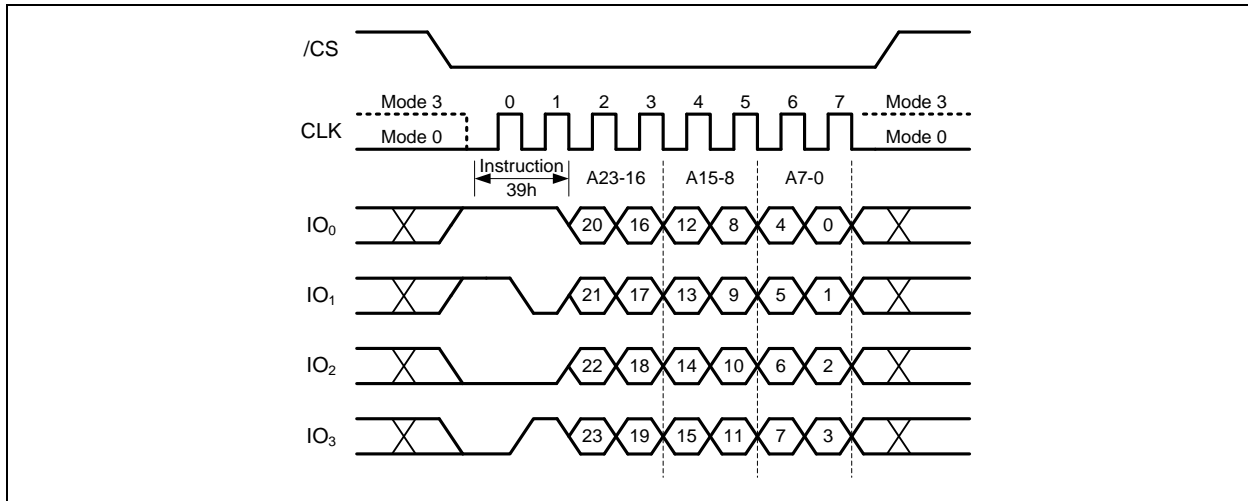 /CS
Mode 3 0 1 2 3 4 5 6 7 Mode 3
CLK
Mode 0 Mode 0
Instruction
39h
A23-16 A15-8 A7-0
IO₀ 20 16 12 8 4 0
IO₁ 21 17 13 9 5 1
IO₂ 22 18 14 10 6 2
IO₃ 23 19 15 11 7 3